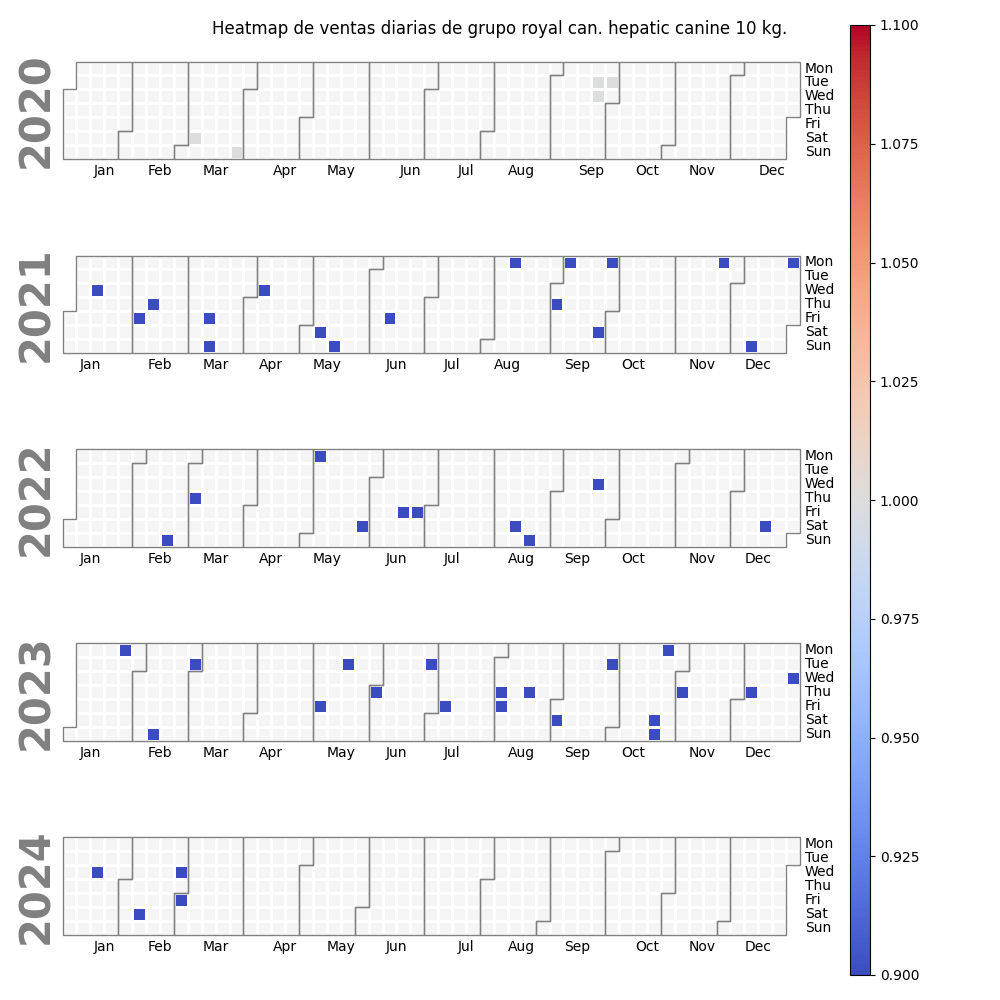 Heatmap de ventas diarias de grupo royal can. hepatic canine 10 kg.
2020
Mon
Tue
Wed
Thu
Fri
Sat
Sun
Jan Feb Mar Apr May Jun Jul Aug Sep Oct Nov Dec
2021
Mon
Tue
Wed
Thu
Fri
Sat
Sun
Jan Feb Mar Apr May Jun Jul Aug Sep Oct Nov Dec
2022
Mon
Tue
Wed
Thu
Fri
Sat
Sun
Jan Feb Mar Apr May Jun Jul Aug Sep Oct Nov Dec
2023
Mon
Tue
Wed
Thu
Fri
Sat
Sun
Jan Feb Mar Apr May Jun Jul Aug Sep Oct Nov Dec
2024
Mon
Tue
Wed
Thu
Fri
Sat
Sun
Jan Feb Mar Apr May Jun Jul Aug Sep Oct Nov Dec
1.100
1.075
1.050
1.025
1.000
0.975
0.950
0.925
0.900